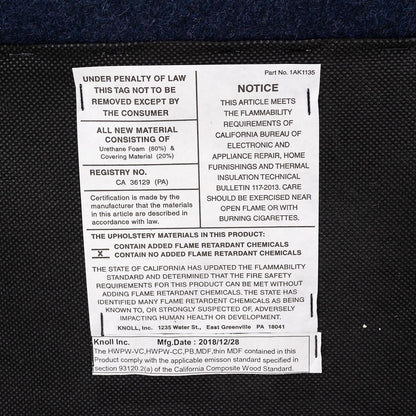 UNDER PENALTY OF LAW
THIS TAG NOT TO BE
REMOVED EXCEPT BY
THE CONSUMER
ALL NEW MATERIAL
CONSISTING OF
Urethane Foam (80%) &
Covering Material (20%)
REGISTRY NO.
CA 36129 (PA)
Certification is made by the
manufacturer that the materials
in this article are described in
accordance with law.
Part No. 1AK1135
NOTICE
THIS ARTICLE MEETS
THE FLAMMABILITY
REQUIREMENTS OF
CALIFORNIA BUREAU OF
ELECTRONIC AND
APPLIANCE REPAIR, HOME
FURNISHINGS AND THERMAL
INSULATION TECHNICAL
BULLETIN 117-2013. CARE
SHOULD BE EXERCISED NEAR
OPEN FLAME OR WITH
BURNING CIGARETTES.
THE UPHOLSTERY MATERIALS IN THIS PRODUCT:
CONTAIN ADDED FLAME RETARDANT CHEMICALS
X CONTAIN NO ADDED FLAME RETARDANT CHEMICALS
THE STATE OF CALIFORNIA HAS UPDATED THE FLAMMABILITY
STANDARD AND DETERMINED THAT THE FIRE SAFETY
REQUIREMENTS FOR THIS PRODUCT CAN BE MET WITHOUT
ADDING FLAME RETARDANT CHEMICALS. THE STATE HAS
IDENTIFIED MANY FLAME RETARDENT CHEMICALS AS BEING
KNOWN TO, OR STRONGLY SUSPECTED OF, ADVERSELY
IMPACTING HUMAN HEALTH OR DEVELOPMENT.
KNOLL, Inc. 1235 Water St., East Greenville PA 18041
Knoll Inc. Mfg.Date : 2018/12/28
The HWPW-VC,HWPW-CC,PB,MDF,thin MDF contained in this
Product comply with the applicable emisson standard specified in
section 93120.2(a) of the California Composite Wood Standard.